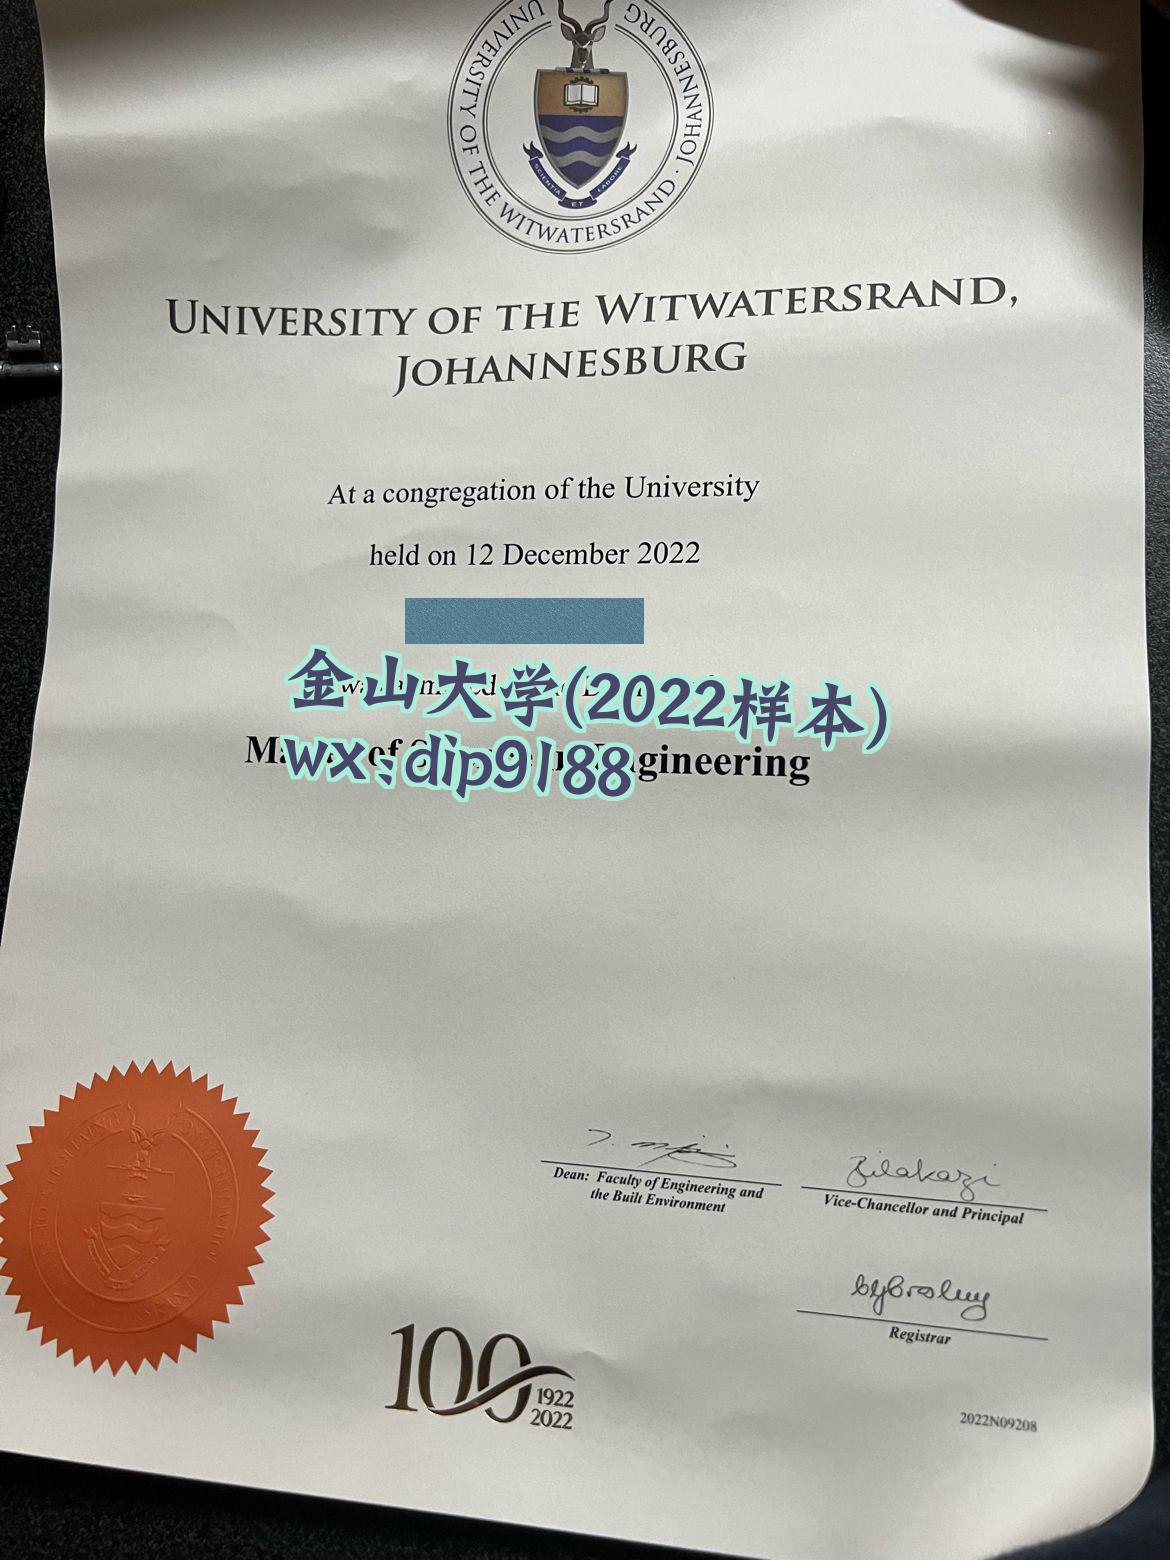 UNIVERSITY OF THE WITWATERSRAND · JOHANNESBURG
SCIENTIA ET LABORE
UNIVERSITY OF THE WITWATERSRAND,
JOHANNESBURG
At a congregation of the University
held on 12 December 2022
金山大学(2022样本)
of Engineering
wx:dip9188
Dean: Faculty of Engineering and
the Built Environment
Vice-Chancellor and Principal
Registrar
100
1922
2022
2022N09208